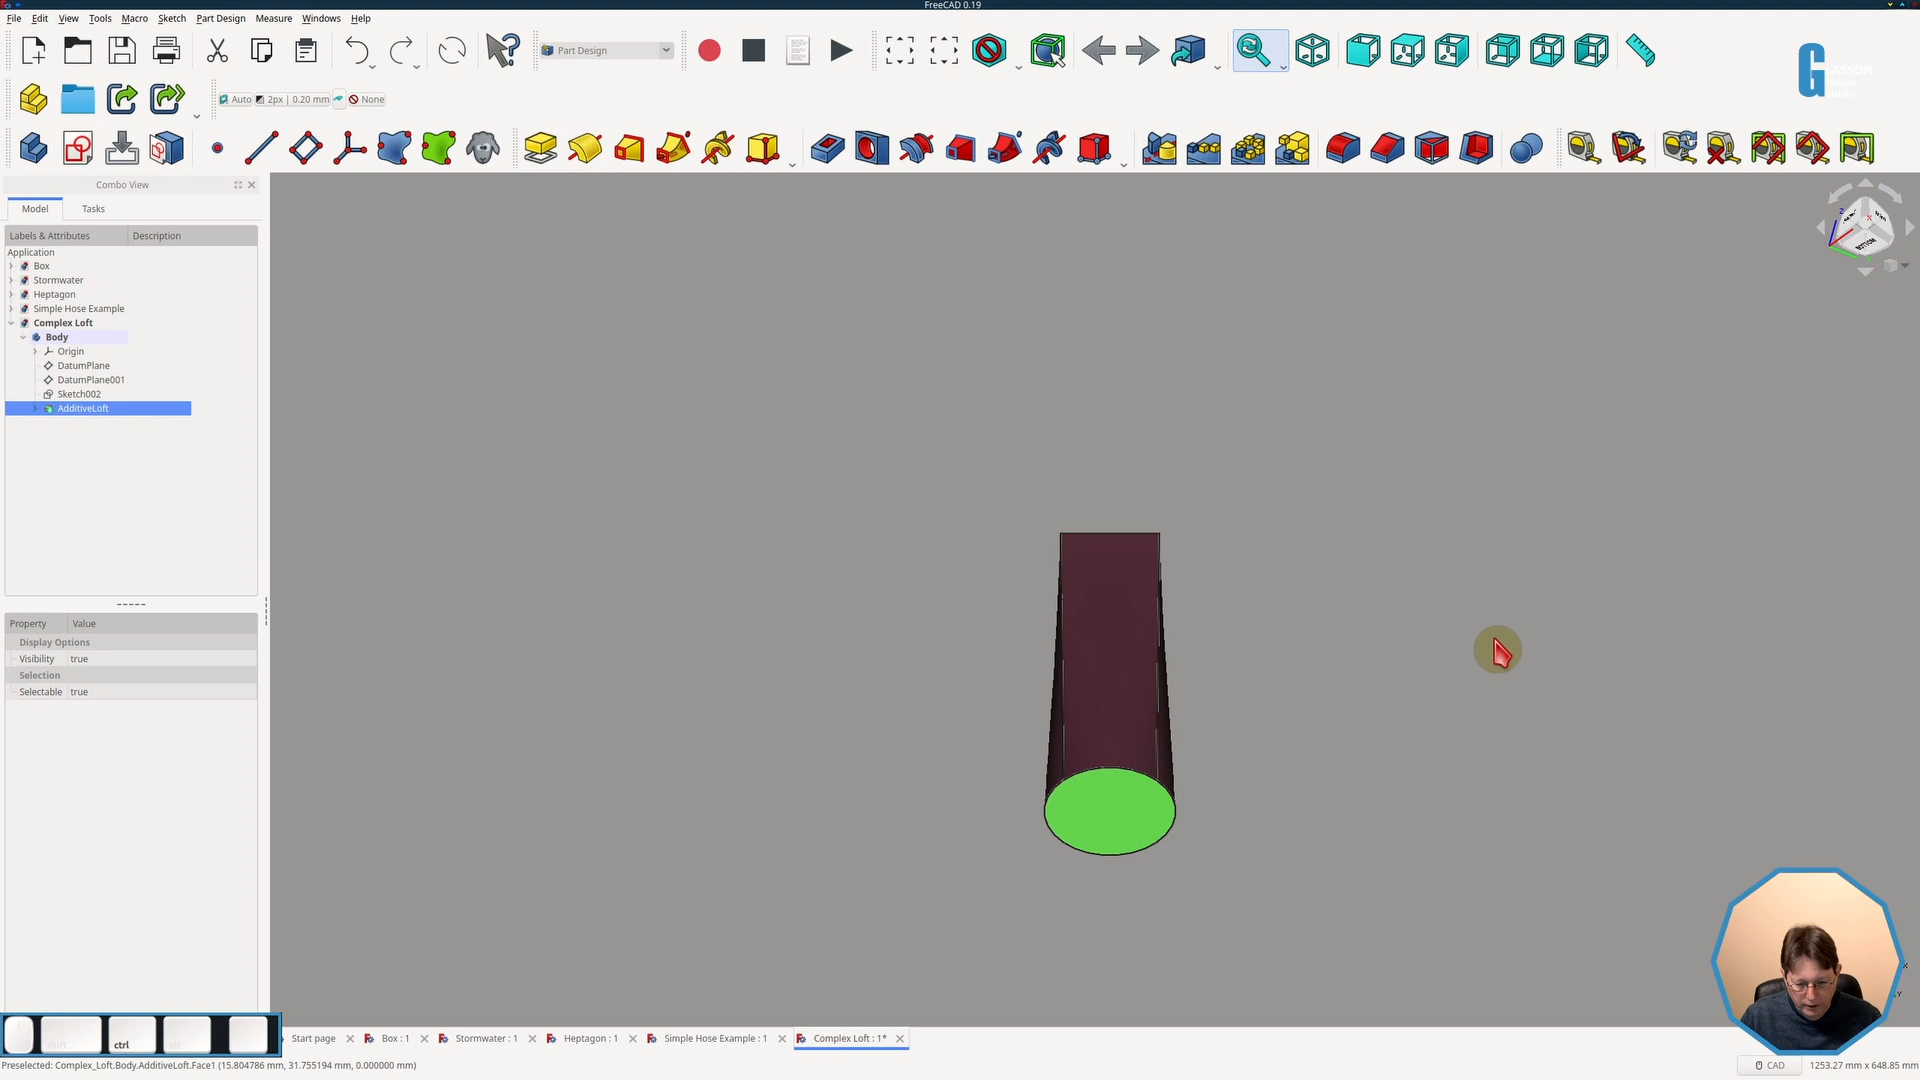 FreeCAD 0.19
File Edit View Tools Macro Sketch Part Design Measure Windows Help
Part Design
Auto 2px | 0.20 mm None
Combo View
Model Tasks
Labels & Attributes Description
Application
Box
Stormwater
Heptagon
Simple Hose Example
Complex Loft
Body
Origin
DatumPlane
DatumPlane001
Sketch002
AdditiveLoft
Property Value
Display Options
Visibility true
Selection
Selectable true
BOTTOM
shift ctrl alt
Start page Box : 1 Stormwater : 1 Heptagon : 1 Simple Hose Example : 1 Complex Loft : 1*
Preselected: Complex_Loft.Body.AdditiveLoft.Face1 (15.804786 mm, 31.755194 mm, 0.000000 mm)
CAD 1253.27 mm x 648.85 mm